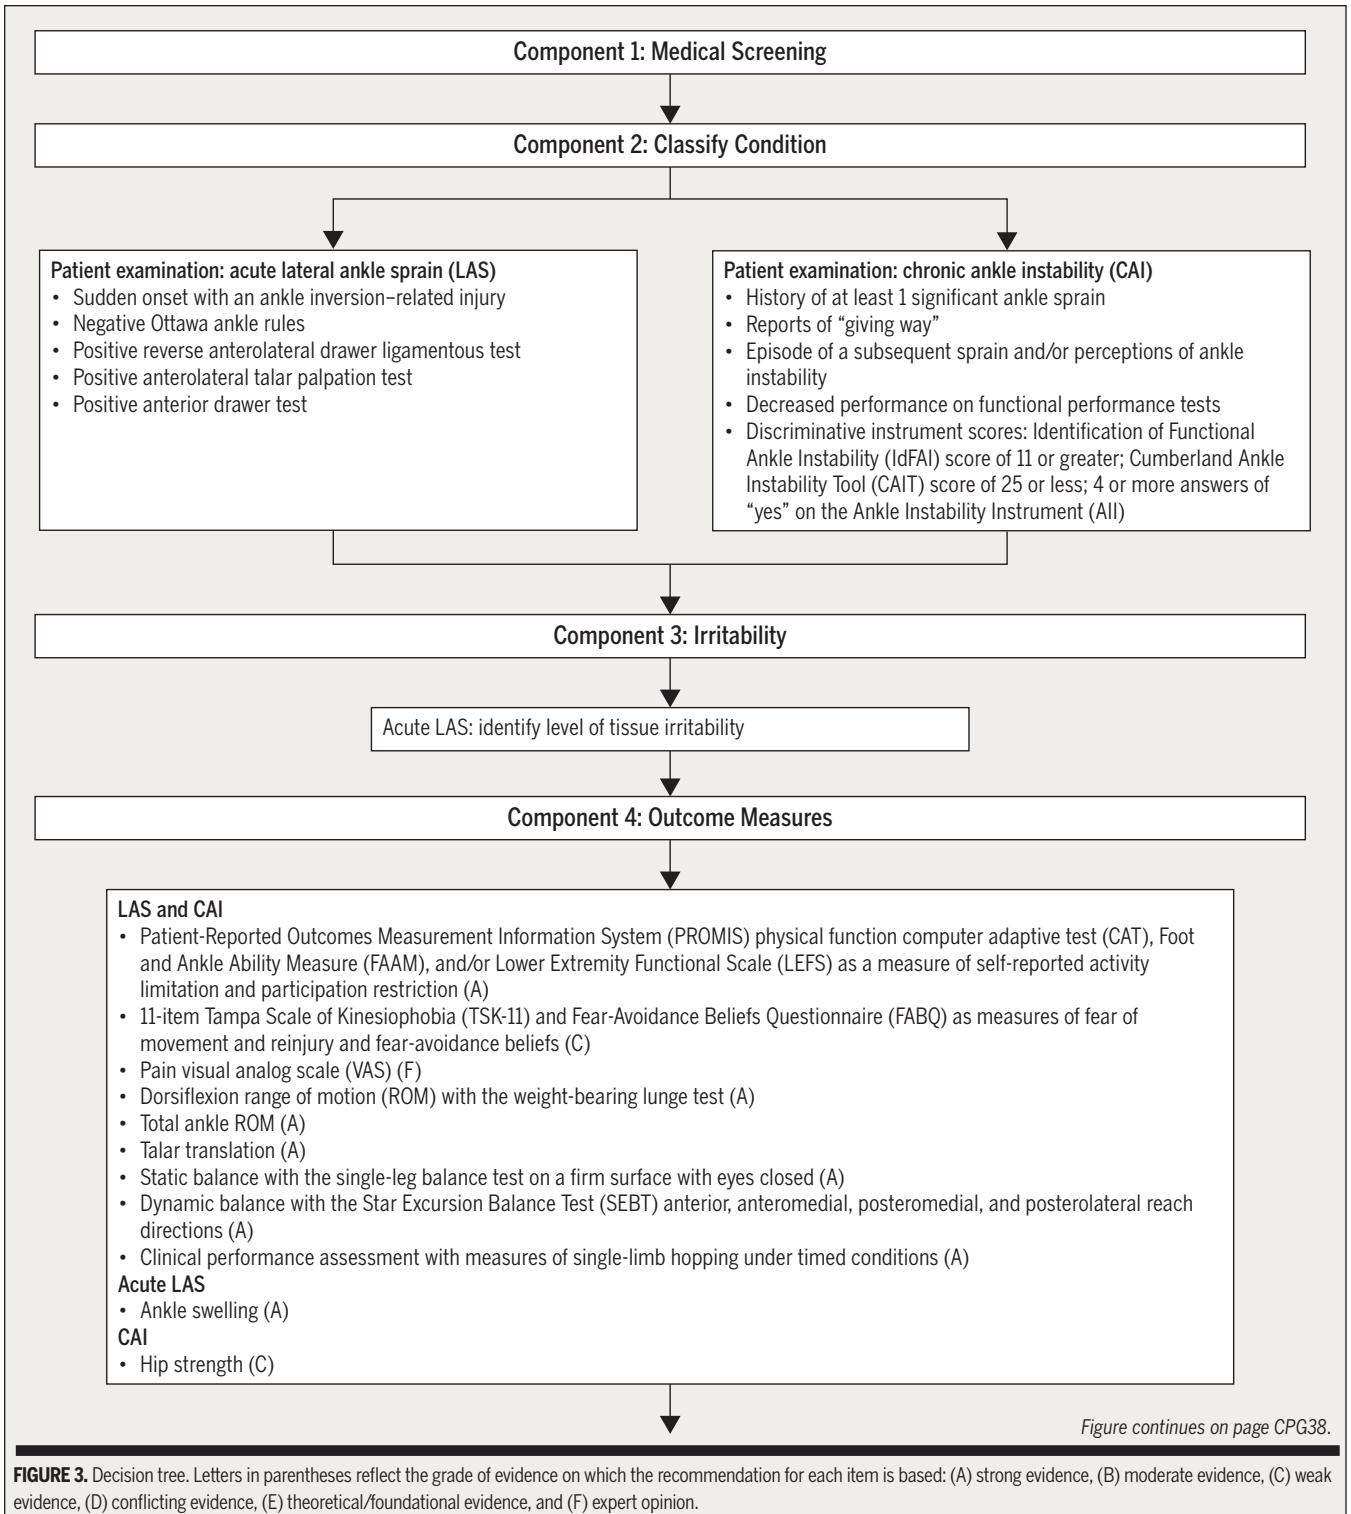 Component 1: Medical Screening
Component 2: Classify Condition
Patient examination: acute lateral ankle sprain (LAS)
• Sudden onset with an ankle inversion–related injury
• Negative Ottawa ankle rules
• Positive reverse anterolateral drawer ligamentous test
• Positive anterolateral talar palpation test
• Positive anterior drawer test
Patient examination: chronic ankle instability (CAI)
• History of at least 1 significant ankle sprain
• Reports of “giving way”
• Episode of a subsequent sprain and/or perceptions of ankle
instability
• Decreased performance on functional performance tests
• Discriminative instrument scores: Identification of Functional
Ankle Instability (IdFAI) score of 11 or greater; Cumberland Ankle
Instability Tool (CAIT) score of 25 or less; 4 or more answers of
“yes” on the Ankle Instability Instrument (AII)
Component 3: Irritability
Acute LAS: identify level of tissue irritability
Component 4: Outcome Measures
LAS and CAI
• Patient-Reported Outcomes Measurement Information System (PROMIS) physical function computer adaptive test (CAT), Foot
and Ankle Ability Measure (FAAM), and/or Lower Extremity Functional Scale (LEFS) as a measure of self-reported activity
limitation and participation restriction (A)
• 11-item Tampa Scale of Kinesiophobia (TSK-11) and Fear-Avoidance Beliefs Questionnaire (FABQ) as measures of fear of
movement and reinjury and fear-avoidance beliefs (C)
• Pain visual analog scale (VAS) (F)
• Dorsiflexion range of motion (ROM) with the weight-bearing lunge test (A)
• Total ankle ROM (A)
• Talar translation (A)
• Static balance with the single-leg balance test on a firm surface with eyes closed (A)
• Dynamic balance with the Star Excursion Balance Test (SEBT) anterior, anteromedial, posteromedial, and posterolateral reach
directions (A)
• Clinical performance assessment with measures of single-limb hopping under timed conditions (A)
Acute LAS
• Ankle swelling (A)
CAI
• Hip strength (C)
Figure continues on page CPG38.
FIGURE 3. Decision tree. Letters in parentheses reflect the grade of evidence on which the recommendation for each item is based: (A) strong evidence, (B) moderate evidence, (C) weak
evidence, (D) conflicting evidence, (E) theoretical/foundational evidence, and (F) expert opinion.